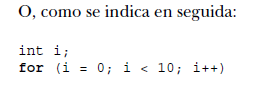 O, como se indica en seguida:
int i;
for (i = 0; i < 10; i++)